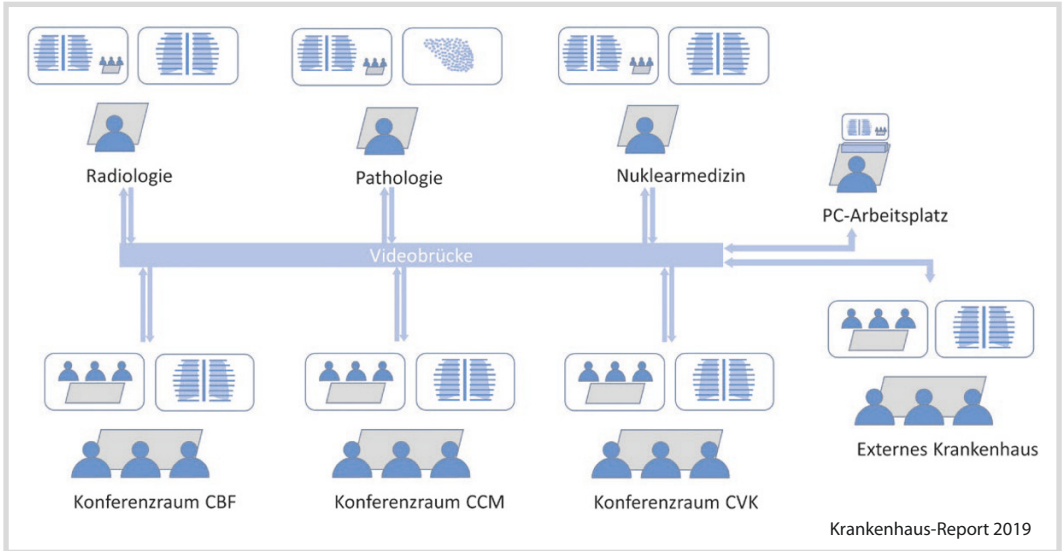 Radiologie
Pathologie
Nuklearmedizin
PC-Arbeitsplatz
Videobrücke
Externes Krankenhaus
Konferenzraum CBF
Konferenzraum CCM
Konferenzraum CVK
Krankenhaus-Report 2019